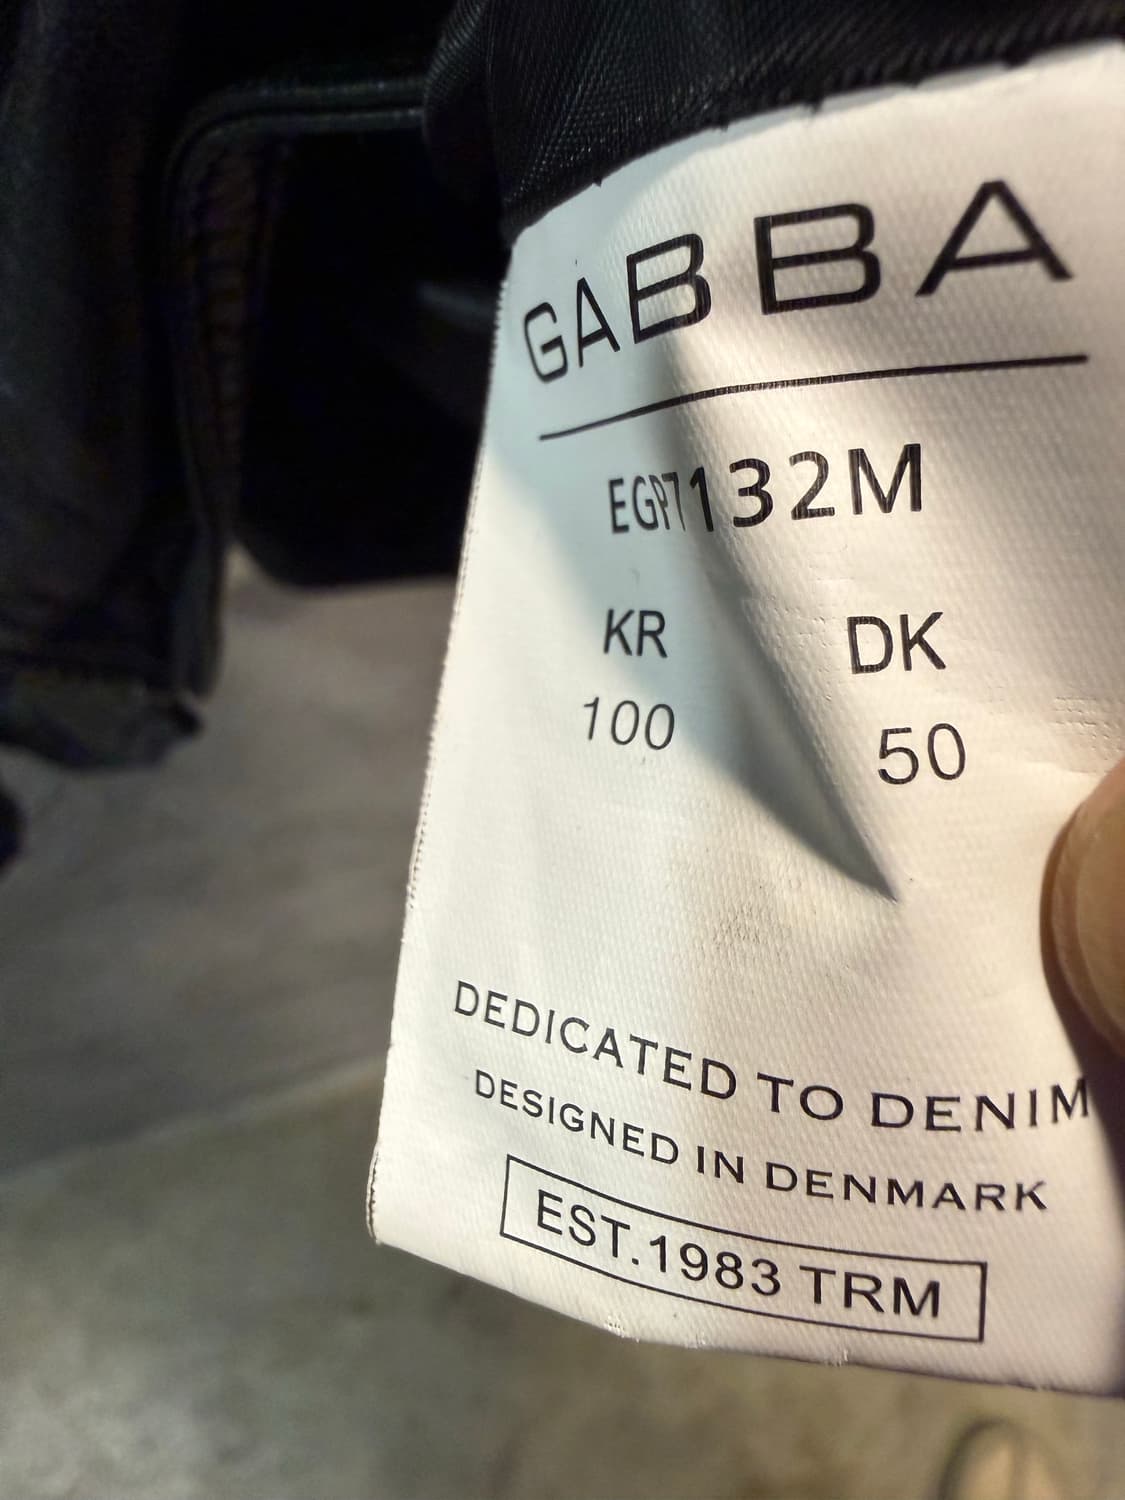 GABBA
EGP7132M
KR DK
100 50
DEDICATED TO DENIM
DESIGNED IN DENMARK
EST.1983 TRM